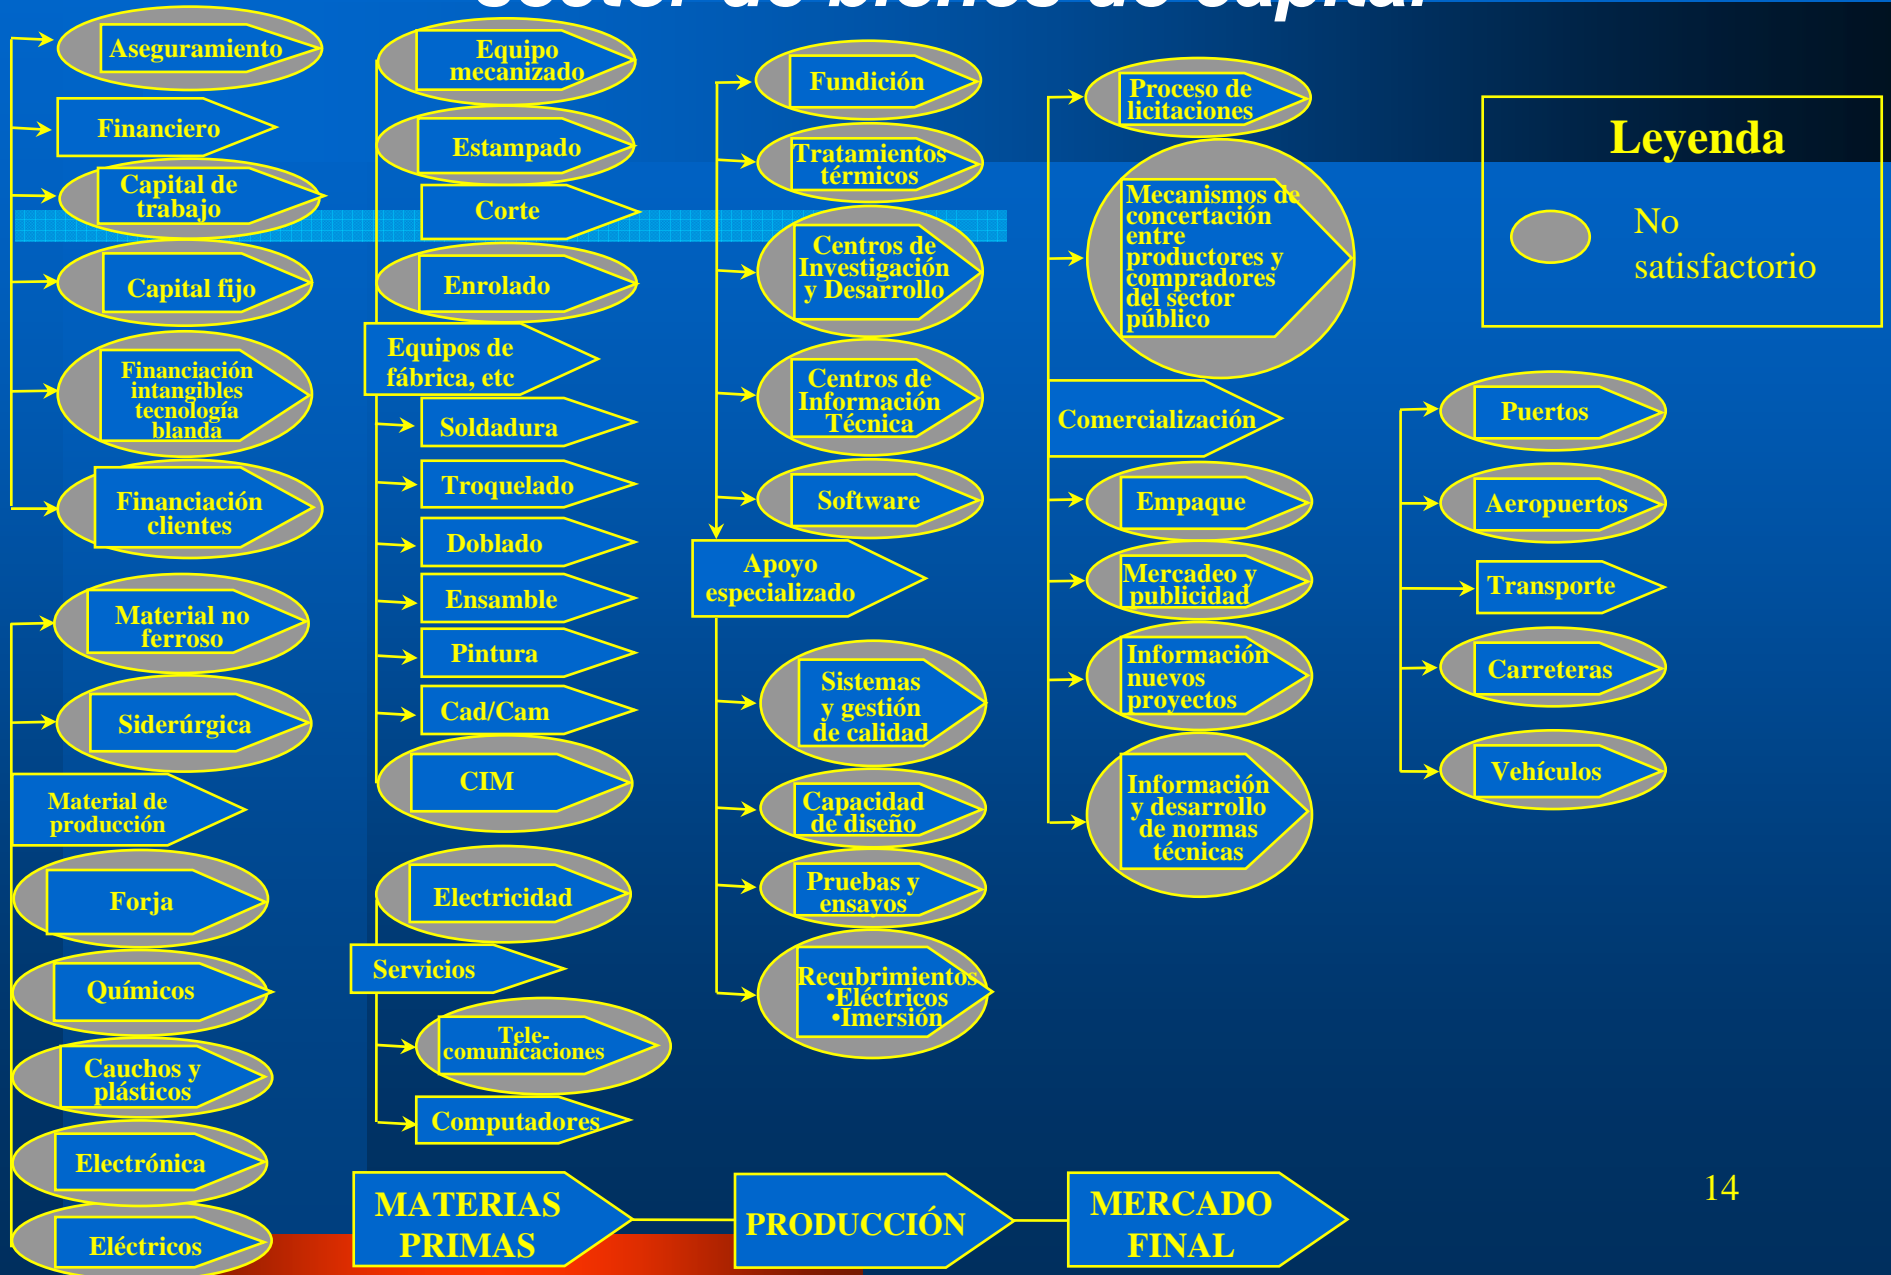 sector de bienes de capital
Aseguramiento
Financiero
Capital de
trabajo
Capital fijo
Financiación
intangibles
tecnología
blanda
Financiación
clientes
Material no
ferroso
Siderúrgica
Material de
producción
Forja
Químicos
Cauchos y
plásticos
Electrónica
Eléctricos
Equipo
mecanizado
Estampado
Corte
Enrolado
Equipos de
fábrica, etc
Soldadura
Troquelado
Doblado
Ensamble
Pintura
Cad/Cam
CIM
Electricidad
Servicios
Tele-
comunicaciones
Computadores
Fundición
Tratamientos
térmicos
Centros de
Investigación
y Desarrollo
Centros de
Información
Técnica
Software
Apoyo
especializado
Sistemas
y gestión
de calidad
Capacidad
de diseño
Pruebas y
ensayos
Recubrimientos
•Eléctricos
•Imersión
Proceso de
licitaciones
Mecanismos de
concertación
entre
productores y
compradores
del sector
público
Comercialización
Empaque
Mercadeo y
publicidad
Información
nuevos
proyectos
Información
y desarrollo
de normas
técnicas
Leyenda
No
satisfactorio
Puertos
Aeropuertos
Transporte
Carreteras
Vehículos
MATERIAS
PRIMAS
PRODUCCIÓN
MERCADO
FINAL
14